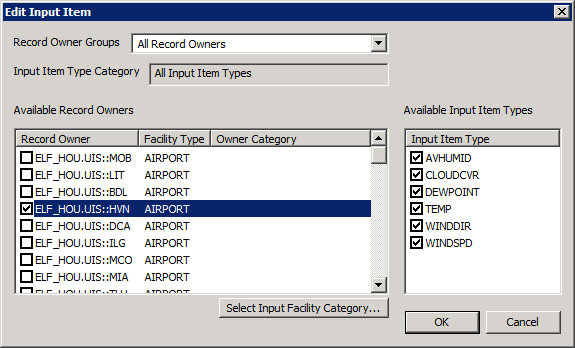 Edit Input Item
Record Owner Groups All Record Owners
Input Item Type Category All Input Item Types
Available Record Owners
Record Owner Facility Type Owner Category
ELF_HOU.UIS::MOB AIRPORT
ELF_HOU.UIS::LIT AIRPORT
ELF_HOU.UIS::BDL AIRPORT
ELF_HOU.UIS::HVN AIRPORT
ELF_HOU.UIS::DCA AIRPORT
ELF_HOU.UIS::ILG AIRPORT
ELF_HOU.UIS::MCO AIRPORT
ELF_HOU.UIS::MIA AIRPORT
Select Input Facility Category...
Available Input Item Types
Input Item Type
AVHUMID
CLOUDCVR
DEWPOINT
TEMP
WINDDIR
WINDSPD
OK Cancel